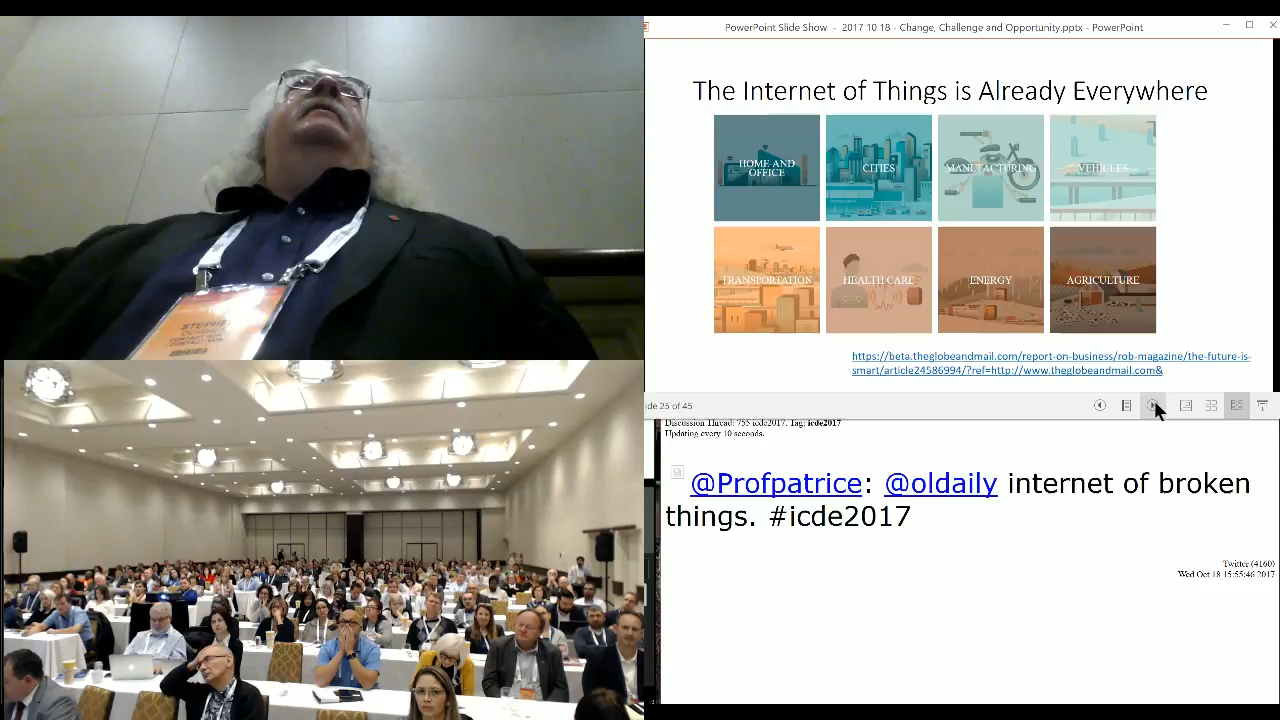 PowerPoint Slide Show - 2017 10 18 - Change, Challenge and Opportunity.pptx - PowerPoint
The Internet of Things is Already Everywhere
HOME AND
OFFICE
CITIES
MANUFACTURING
VEHICLES
TRANSPORTATION
HEALTH CARE
ENERGY
AGRICULTURE
https://beta.theglobeandmail.com/report-on-business/rob-magazine/the-future-is-
smart/article24586994/?ref=http://www.theglobeandmail.com&
ide 25 of 45
Discussion Thread: 755 icde2017. Tag: icde2017
Updating every 10 seconds.
@Profpatrice: @oldaily internet of broken
things. #icde2017
Twitter (4160)
Wed Oct 18 15:55:46 2017